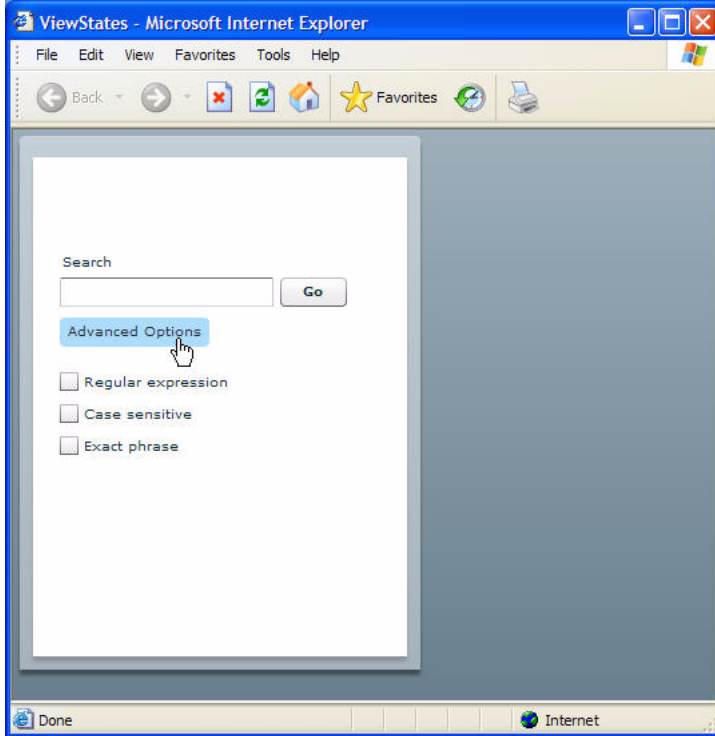 ViewStates - Microsoft Internet Explorer
File Edit View Favorites Tools Help
Back Favorites
Search
Go
Advanced Options
Regular expression
Case sensitive
Exact phrase
Done Internet